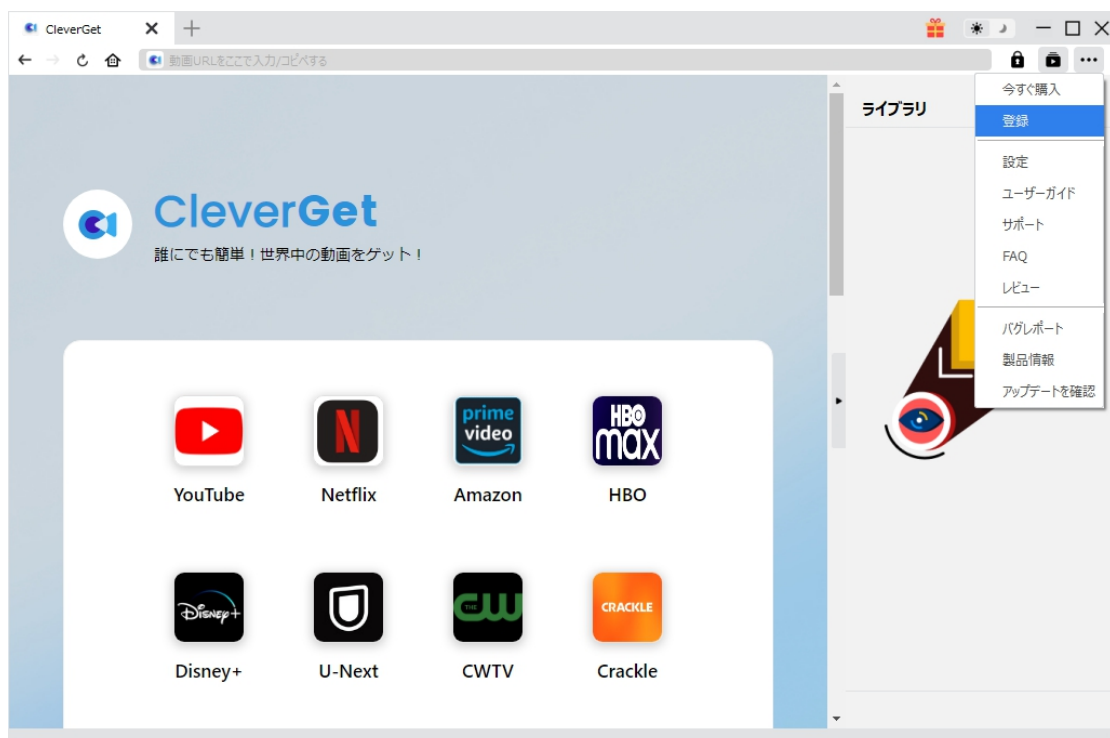 CleverGet
動画URLをここで入力/コピペする
今すぐ購入
登録
設定
ユーザーガイド
サポート
FAQ
レビュー
バグレポート
製品情報
アップデートを確認
ライブラリ
CleverGet
誰にでも簡単！世界中の動画をゲット！
prime
video
HBO
max
YouTube
Netflix
Amazon
HBO
Disney+
THE
CW
CRACKLE
Disney+
U-Next
CWTV
Crackle